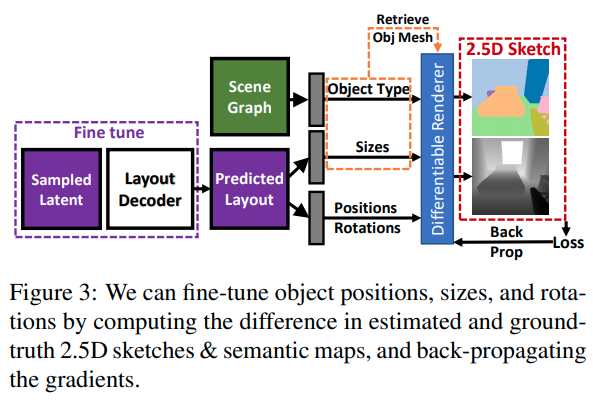 Retrieve
Obj Mesh
2.5D Sketch
Scene
Graph
Object Type
Fine tune
Sampled
Latent
Layout
Decoder
Predicted
Layout
Sizes
Positions
Rotations
Differentiable Renderer
Back
Prop
Loss
Figure 3: We can fine-tune object positions, sizes, and rota-
tions by computing the difference in estimated and ground-
truth 2.5D sketches & semantic maps, and back-propagating
the gradients.